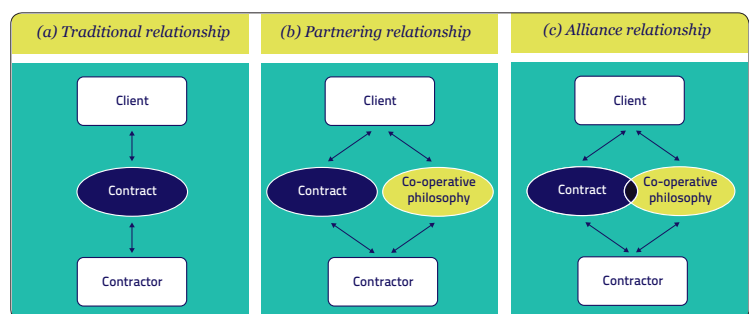 (a) Traditional relationship
Client
Contract
Contractor
(b) Partnering relationship
Client
Contract
Co-operative
philosophy
Contractor
(c) Alliance relationship
Client
Contract
Co-operative
philosophy
Contractor